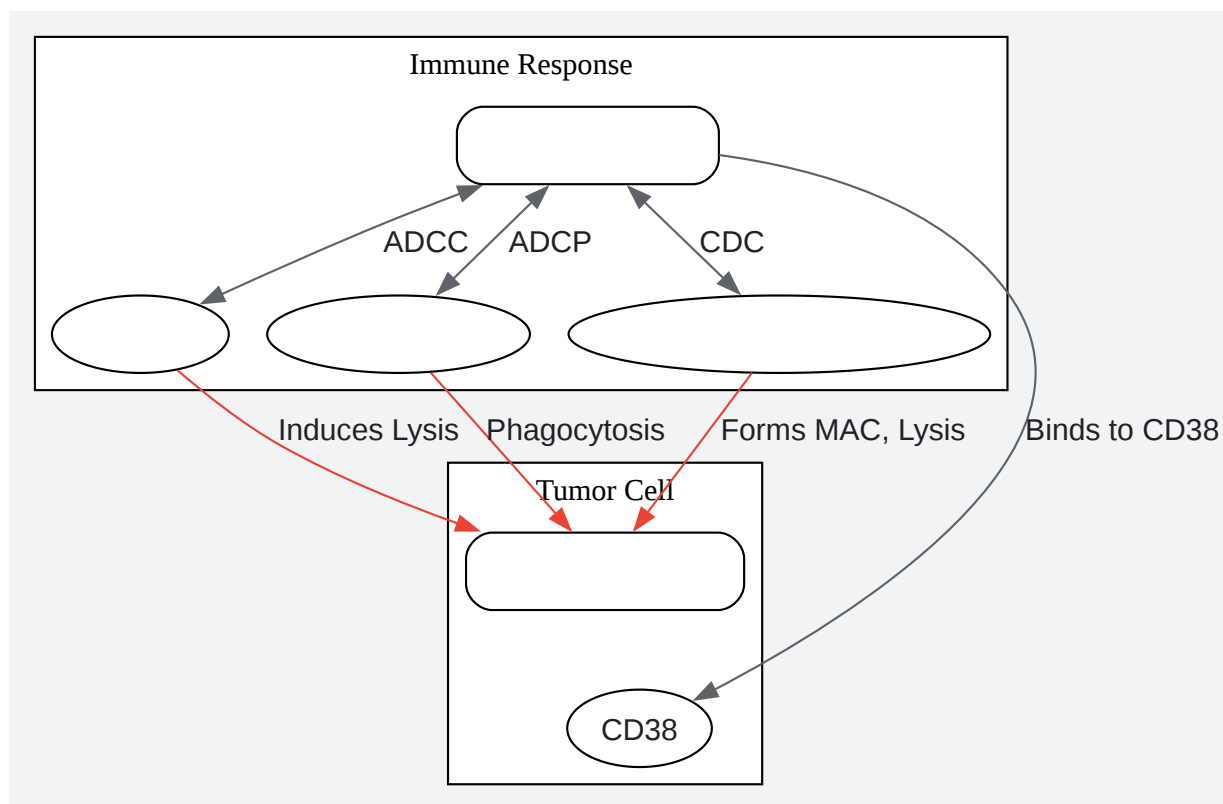 Immune Response
ADCC
ADCP
CDC
Induces Lysis
Phagocytosis
Forms MAC, Lysis
Binds to CD38
Tumor Cell
CD38